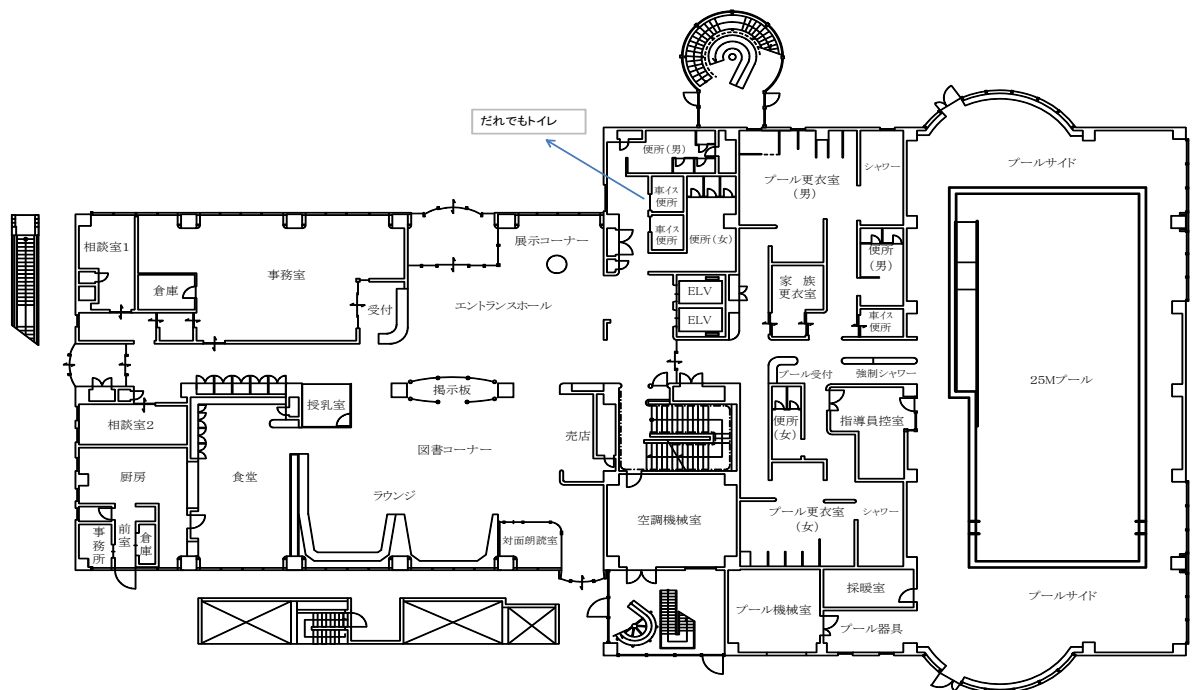 だれでもトイレ
便所(男)
シャワー
プールサイド
プール更衣室
(男)
車イス
便所
車イス
便所
便所(女)
相談室1
事務室
倉庫
受付
展示コーナー
エントランスホール
ELV
ELV
家 族
更衣室
便所
(男)
車イス
便所
プール受付
強制シャワー
25Mプール
掲示板
授乳室
相談室2
売店
図書コーナー
便所
(女)
指導員控室
厨房
食堂
ラウンジ
空調機械室
プール更衣室
(女)
シャワー
事務所
前室
倉庫
対面朗読室
採暖室
プール機械室
プール器具
プールサイド